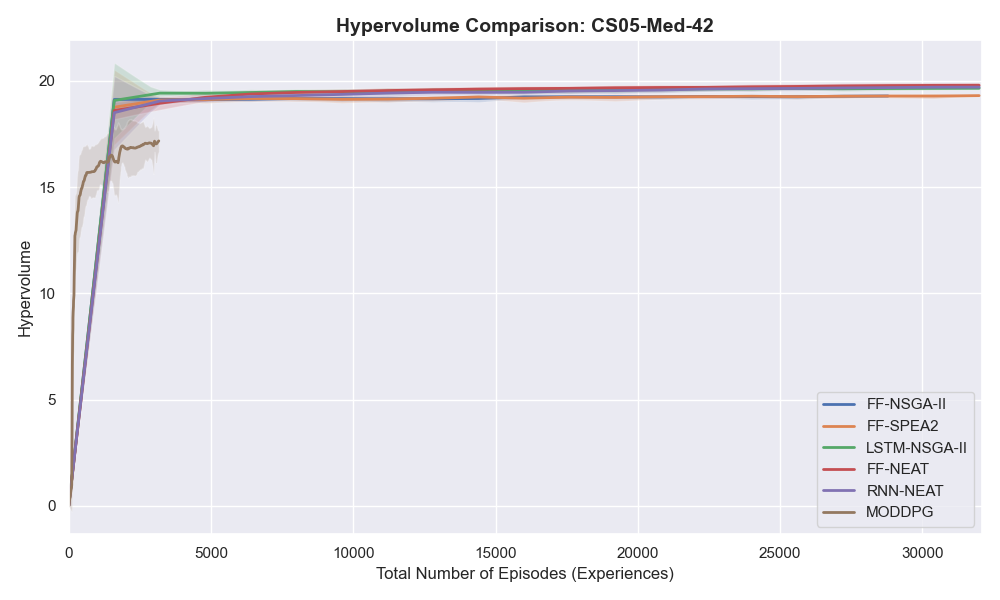 Hypervolume Comparison: CS05-Med-42
Hypervolume
20
15
10
5
0
0 5000 10000 15000 20000 25000 30000
Total Number of Episodes (Experiences)
FF-NSGA-II
FF-SPEA2
LSTM-NSGA-II
FF-NEAT
RNN-NEAT
MODDPG